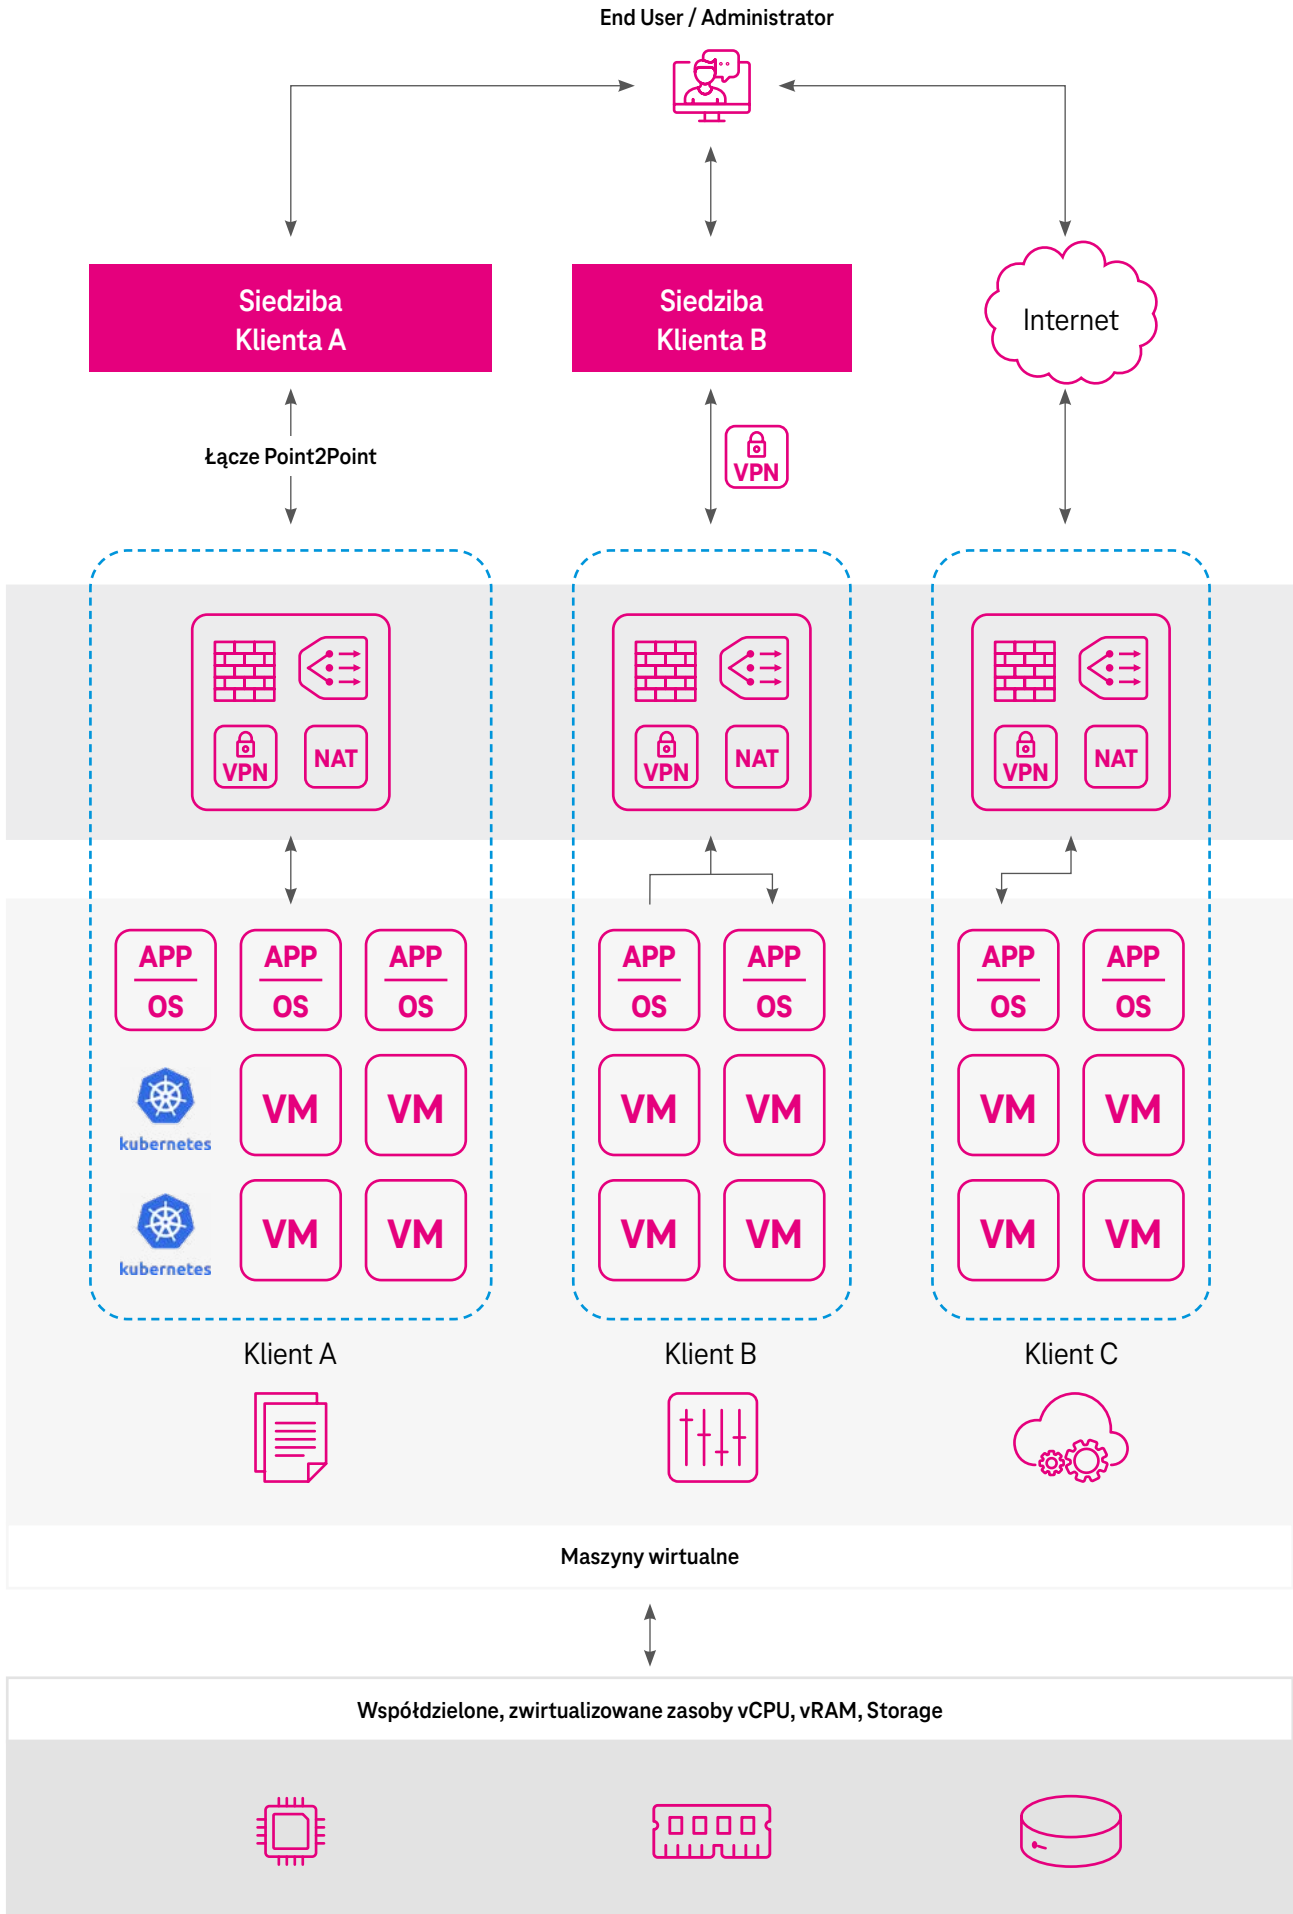 End User / Administrator
Siedziba
Klienta A
Siedziba
Klienta B
Internet
Łącze Point2Point
VPN
VPN
NAT
VPN
NAT
VPN
NAT
APP
OS
APP
OS
APP
OS
APP
OS
APP
OS
APP
OS
APP
OS
kubernetes
VM
VM
VM
VM
VM
VM
kubernetes
VM
VM
VM
VM
VM
VM
Klient A
Klient B
Klient C
Maszyny wirtualne
Współdzielone, zwirtualizowane zasoby vCPU, vRAM, Storage